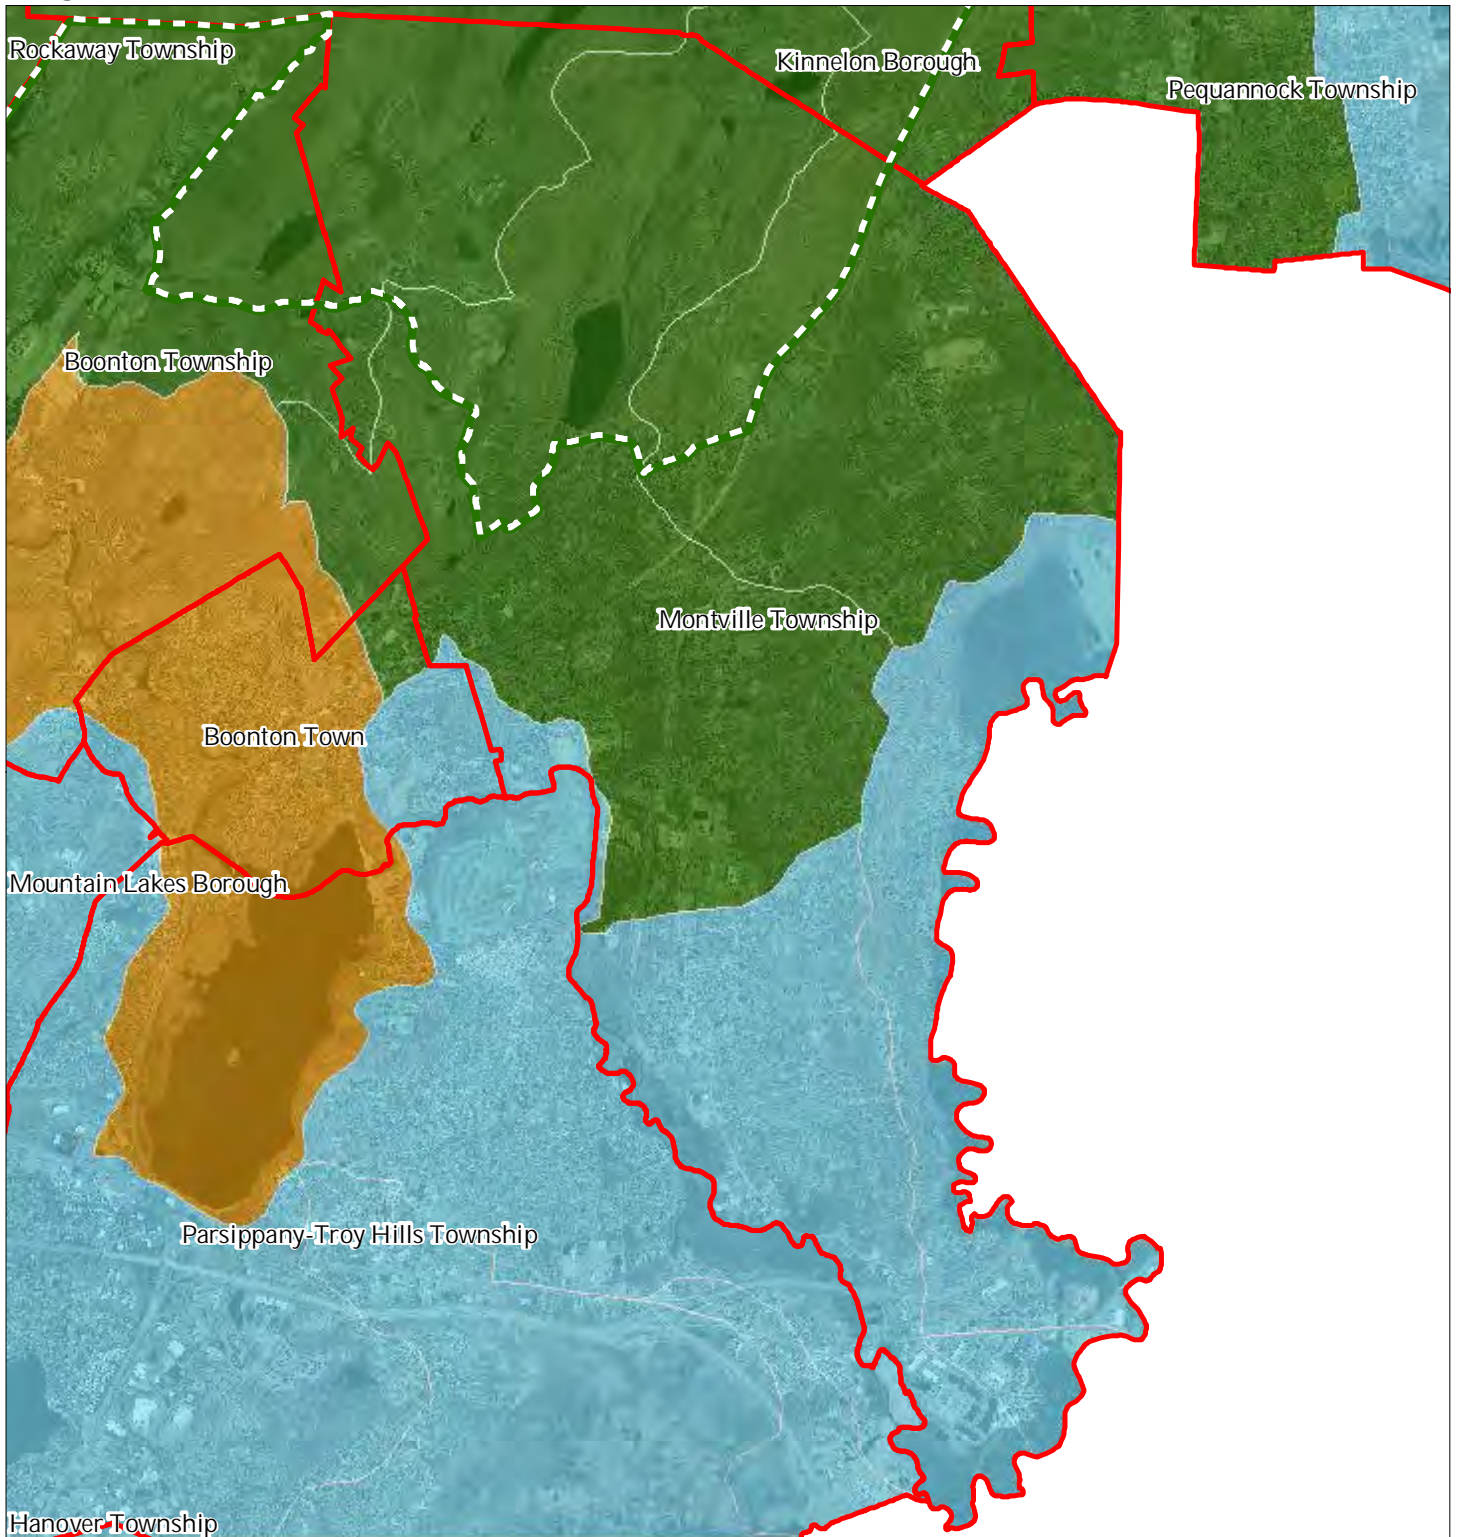 Rockaway Township
Kinnelon Borough
Pequannock Township
Boonton Township
Montville Township
Boonton Town
Mountain Lakes Borough
Parsippany-Troy Hills Township
Hanover Township